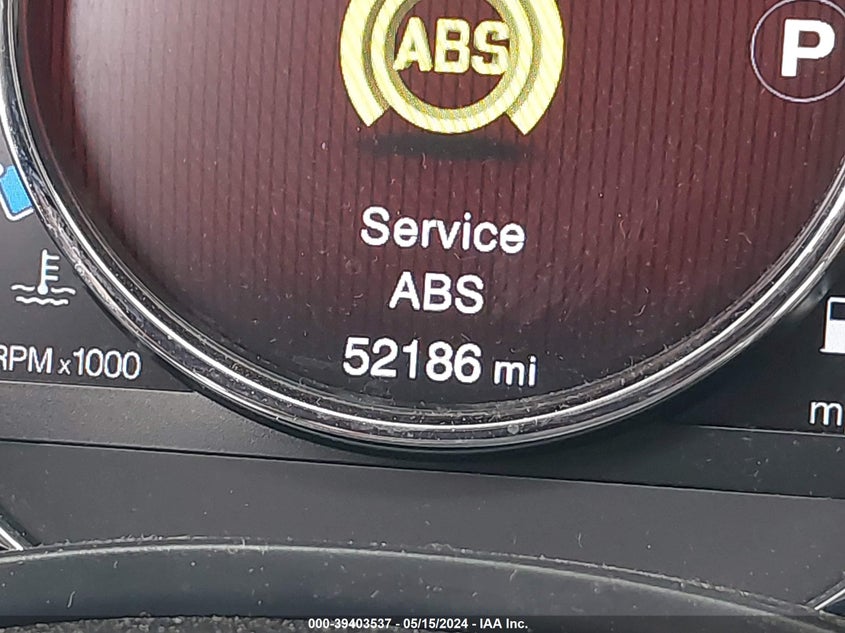 ABS
P
Service
ABS
52186 mi
RPM x1000
m
000-39403537 - 05/15/2024 - IAA Inc.